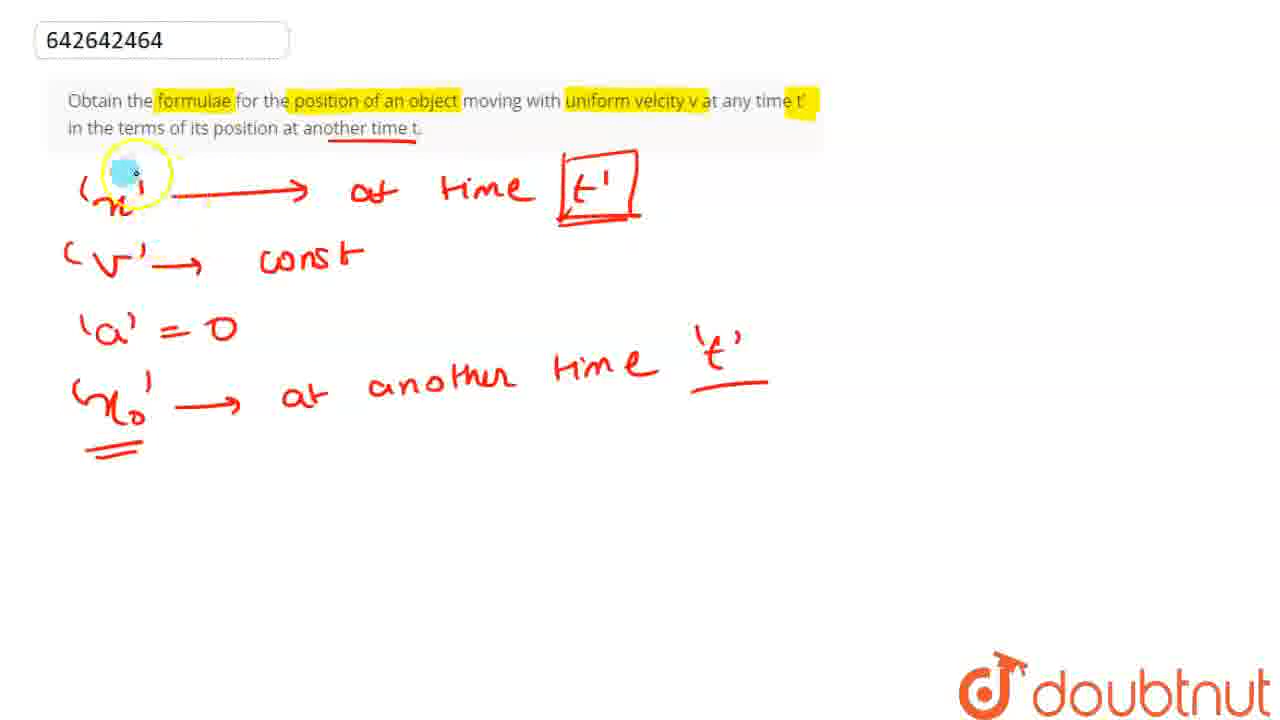 642642464
Obtain the formulae for the position of an object moving with uniform velcity v at any time t'
in the terms of its position at another time t.
'x' → at time t'
'v' → const
'a' = 0
'x₀' → at another time 't'
doubtnut